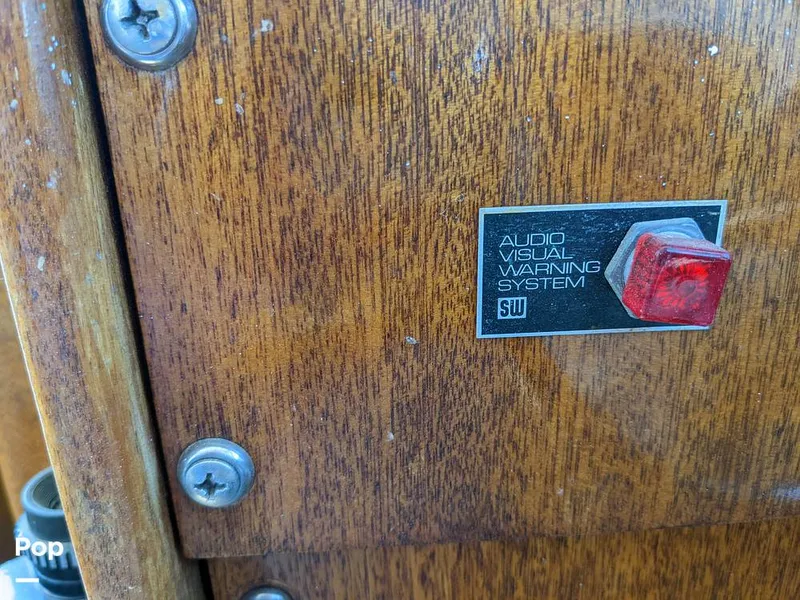 AUDIO
VISUAL
WARNING
SYSTEM
SW
Pop